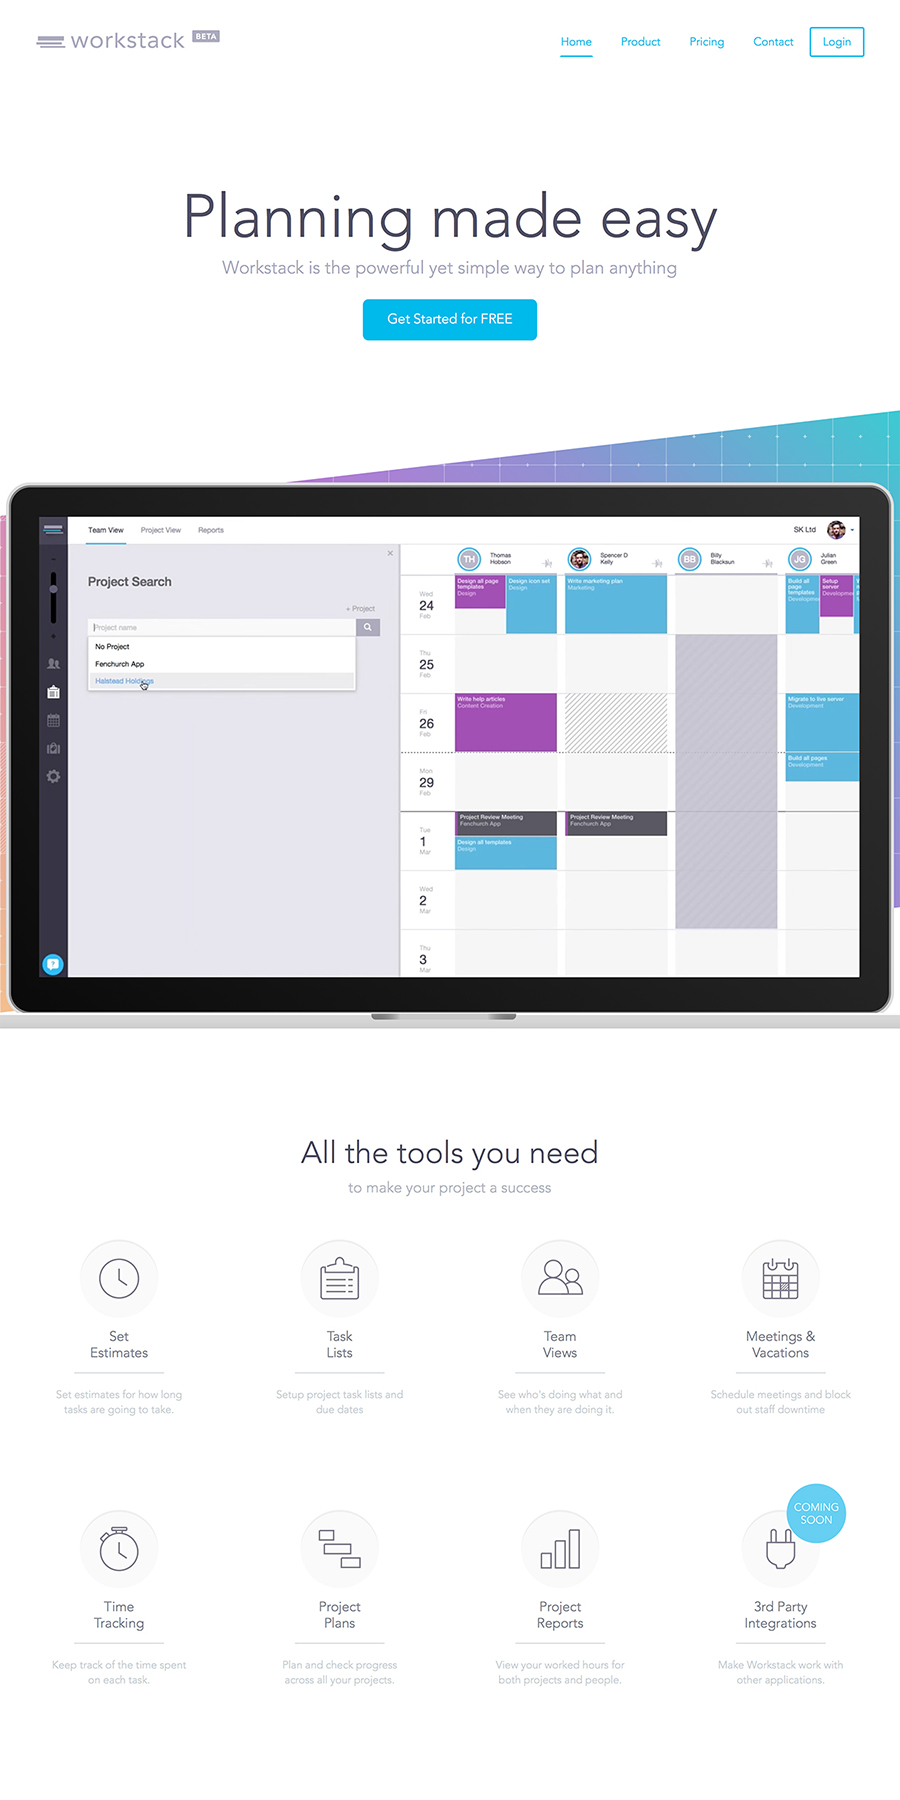 workstack BETA
Home Product Pricing Contact Login
Planning made easy
Workstack is the powerful yet simple way to plan anything
Get Started for FREE
Team View Project View Reports
SK Ltd
Project Search
+ Project
Project name
No Project
Fenchurch App
Halstead Holdings
TH Thomas
Hobson
Spencer D
Kelly
BB Billy
Blacksun
JG Julian
Green
Wed
24
Feb
Design all page
templates
Design
Design icon set
Design
Write marketing plan
Marketing
Build all
page
templates
Developmen
Setup
server
Developme
Thu
25
Feb
Fri
26
Feb
Write help articles
Content Creation
Migrate to live server
Development
Mon
29
Feb
Build all pages
Development
Tue
1
Mar
Project Review Meeting
Fenchurch App
Design all templates
Design
Project Review Meeting
Fenchurch App
Wed
2
Mar
Thu
3
Mar
All the tools you need
to make your project a success
Set
Estimates
Set estimates for how long
tasks are going to take.
Task
Lists
Setup project task lists and
due dates
Team
Views
See who's doing what and
when they are doing it.
Meetings &
Vacations
Schedule meetings and block
out staff downtime
Time
Tracking
Keep track of the time spent
on each task.
Project
Plans
Plan and check progress
across all your projects.
Project
Reports
View your worked hours for
both projects and people.
COMING
SOON
3rd Party
Integrations
Make Workstack work with
other applications.